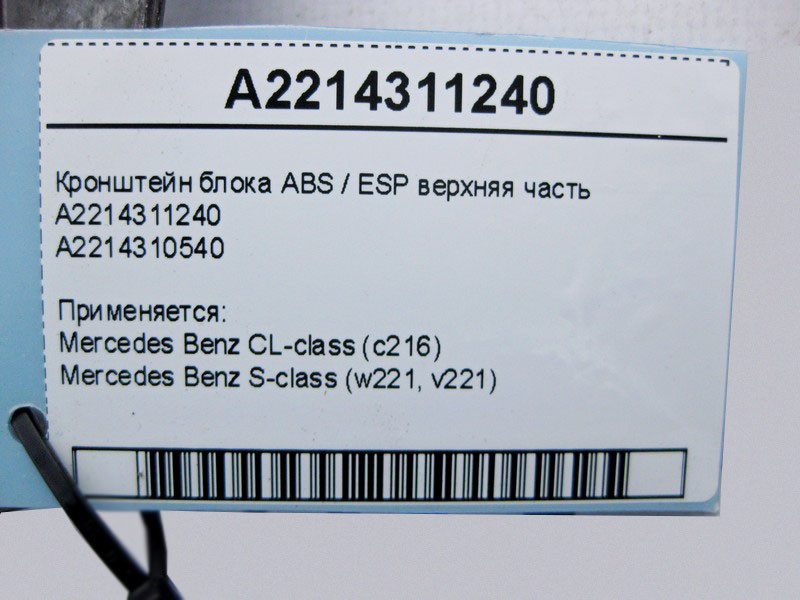 A2214311240
Кронштейн блока ABS / ESP верхняя часть
A2214311240
A2214310540
Применяется:
Mercedes Benz CL-class (c216)
Mercedes Benz S-class (w221, v221)